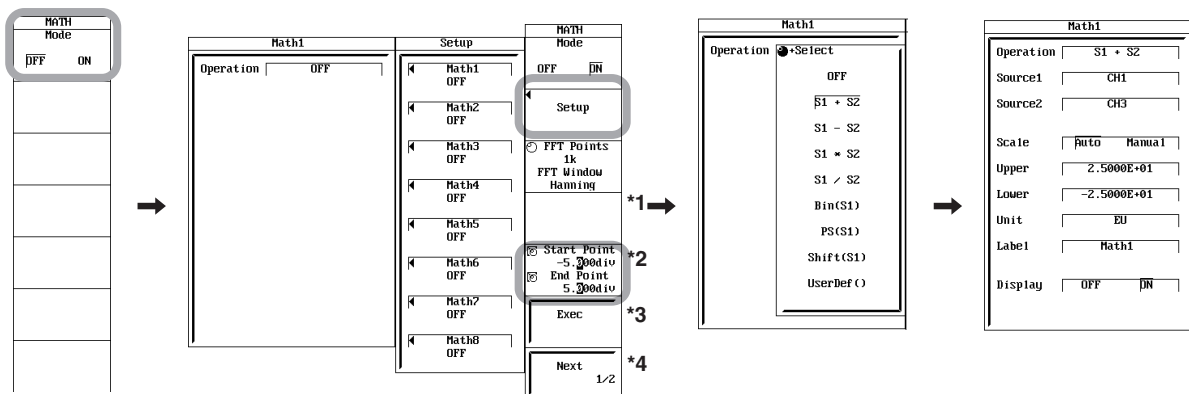 MATH
Mode
OFF ON
Math1
Operation OFF
Setup
Math1
OFF
Math2
OFF
Math3
OFF
Math4
OFF
Math5
OFF
Math6
OFF
Math7
OFF
Math8
OFF
MATH
Mode
OFF ON
Setup
FFT Points
1k
FFT Window
Hanning
*1
Start Point
-5.000div
*2
End Point
5.000div
Exec
*3
Next
1/2
*4
Math1
Operation +Select
OFF
S1 + S2
S1 - S2
S1 * S2
S1 / S2
Bin(S1)
PS(S1)
Shift(S1)
UserDef()
Math1
Operation S1 + S2
Source1 CH1
Source2 CH3
Scale Auto Manual
Upper 2.5000E+01
Lower -2.5000E+01
Unit EU
Label Math1
Display OFF ON